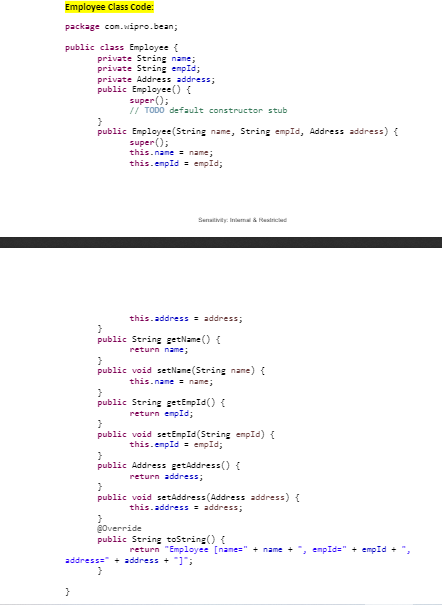 Employee Class Code:
package com.wipro.bean;
public class Employee {
private String name;
private String empId;
private Address address;
public Employee() {
super();
// TODO default constructor stub
}
public Employee(String name, String empId, Address address) {
super();
this.name = name;
this.empId = empId;
Sensitivity: Internal & Restricted
this.address = address;
}
public String getName() {
return name;
}
public void setName(String name) {
this.name = name;
}
public String getEmpId() {
return empId;
}
public void setEmpId(String empId) {
this.empId = empId;
}
public Address getAddress() {
return address;
}
public void setAddress(Address address) {
this.address = address;
}
@Override
public String toString() {
return "Employee [name=" + name + ", empId=" + empId + ",
address=" + address + "]";
}
}